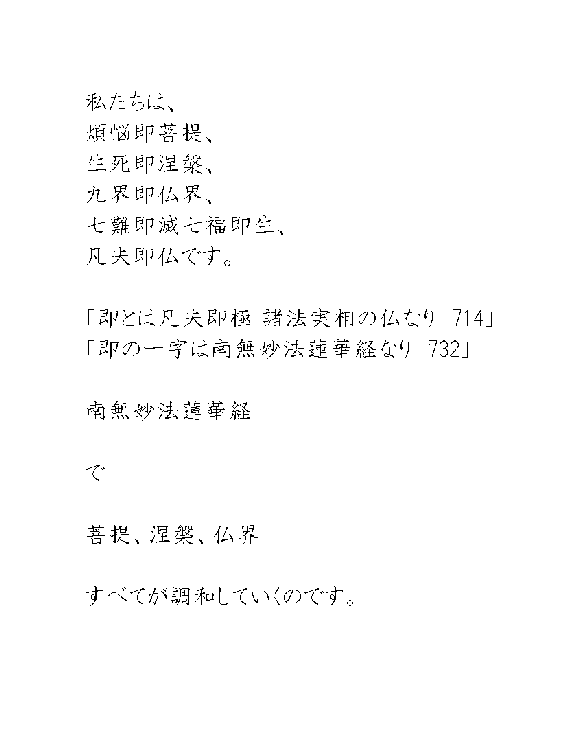 私たちは、
煩悩即菩提、
生死即涅槃、
九界即仏界、
七難即滅七福即生、
凡夫即仏です。
「即とは凡夫即極 諸法実相の仏なり 714」
「即の一字は南無妙法蓮華経なり 732」
南無妙法蓮華経
で
菩提、涅槃、仏界
すべてが調和していくのです。